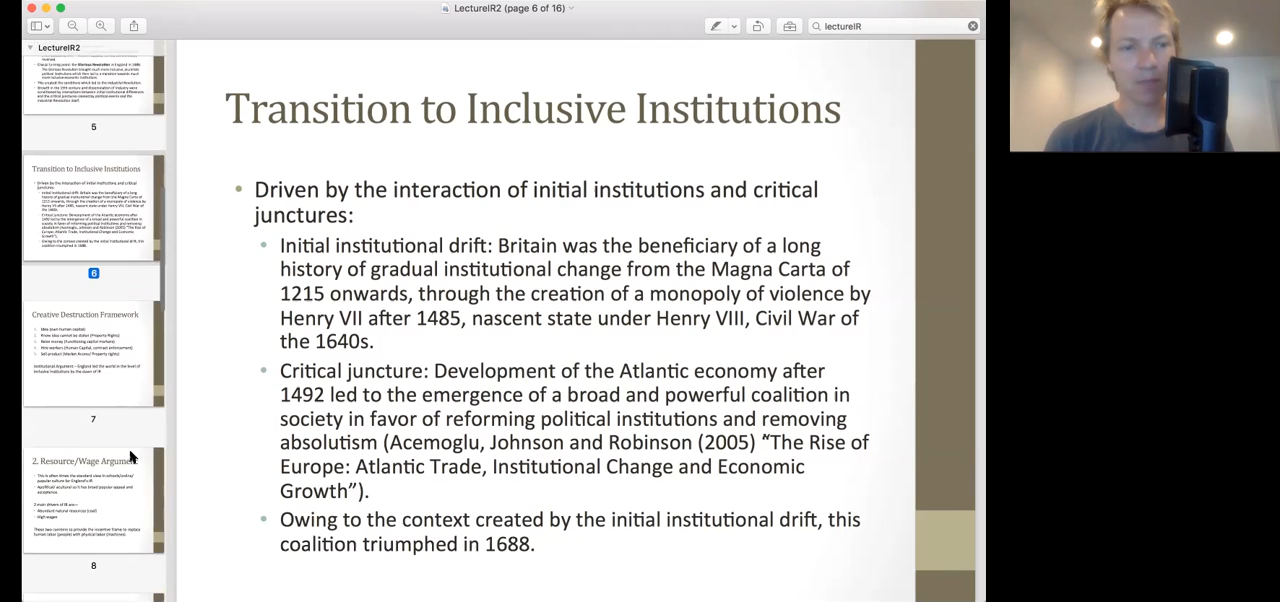 LectureIR2 (page 6 of 16)
lectureIR
LectureIR2
5
Transition to Inclusive Institutions
6
Creative Destruction Framework
7
2. Resource/Wage Argument
8
Transition to Inclusive Institutions
Driven by the interaction of initial institutions and critical
junctures:
Initial institutional drift: Britain was the beneficiary of a long
history of gradual institutional change from the Magna Carta of
1215 onwards, through the creation of a monopoly of violence by
Henry VII after 1485, nascent state under Henry VIII, Civil War of
the 1640s.
Critical juncture: Development of the Atlantic economy after
1492 led to the emergence of a broad and powerful coalition in
society in favor of reforming political institutions and removing
absolutism (Acemoglu, Johnson and Robinson (2005) “The Rise of
Europe: Atlantic Trade, Institutional Change and Economic
Growth”).
Owing to the context created by the initial institutional drift, this
coalition triumphed in 1688.